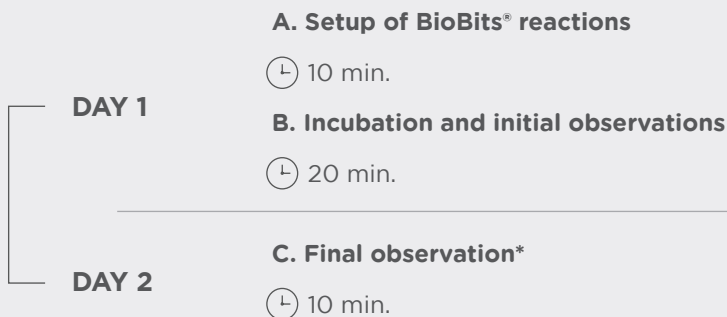 A. Setup of BioBits® reactions
10 min.
DAY 1
B. Incubation and initial observations
20 min.
C. Final observation*
DAY 2
10 min.